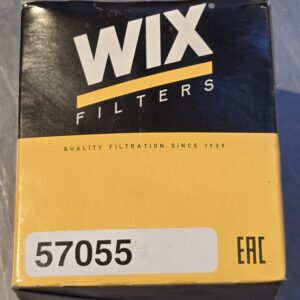 WIX®
FILTERS
QUALITY FILTRATION SINCE 1939
57055
EAC